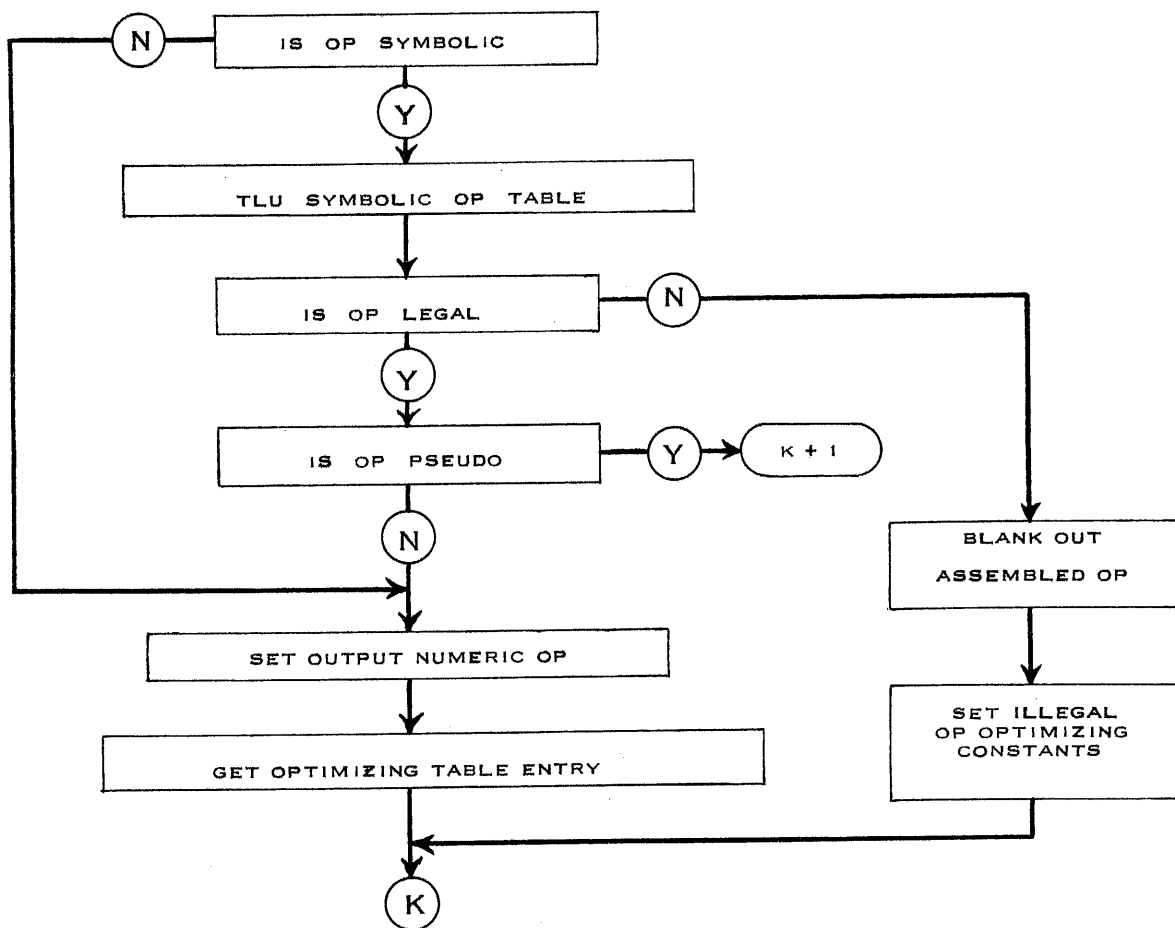 N
IS OP SYMBOLIC
Y
TLU SYMBOLIC OP TABLE
IS OP LEGAL
N
Y
IS OP PSEUDO
Y
K + 1
N
BLANK OUT
ASSEMBLED OP
SET OUTPUT NUMERIC OP
SET ILLEGAL
OP OPTIMIZING
CONSTANTS
GET OPTIMIZING TABLE ENTRY
K